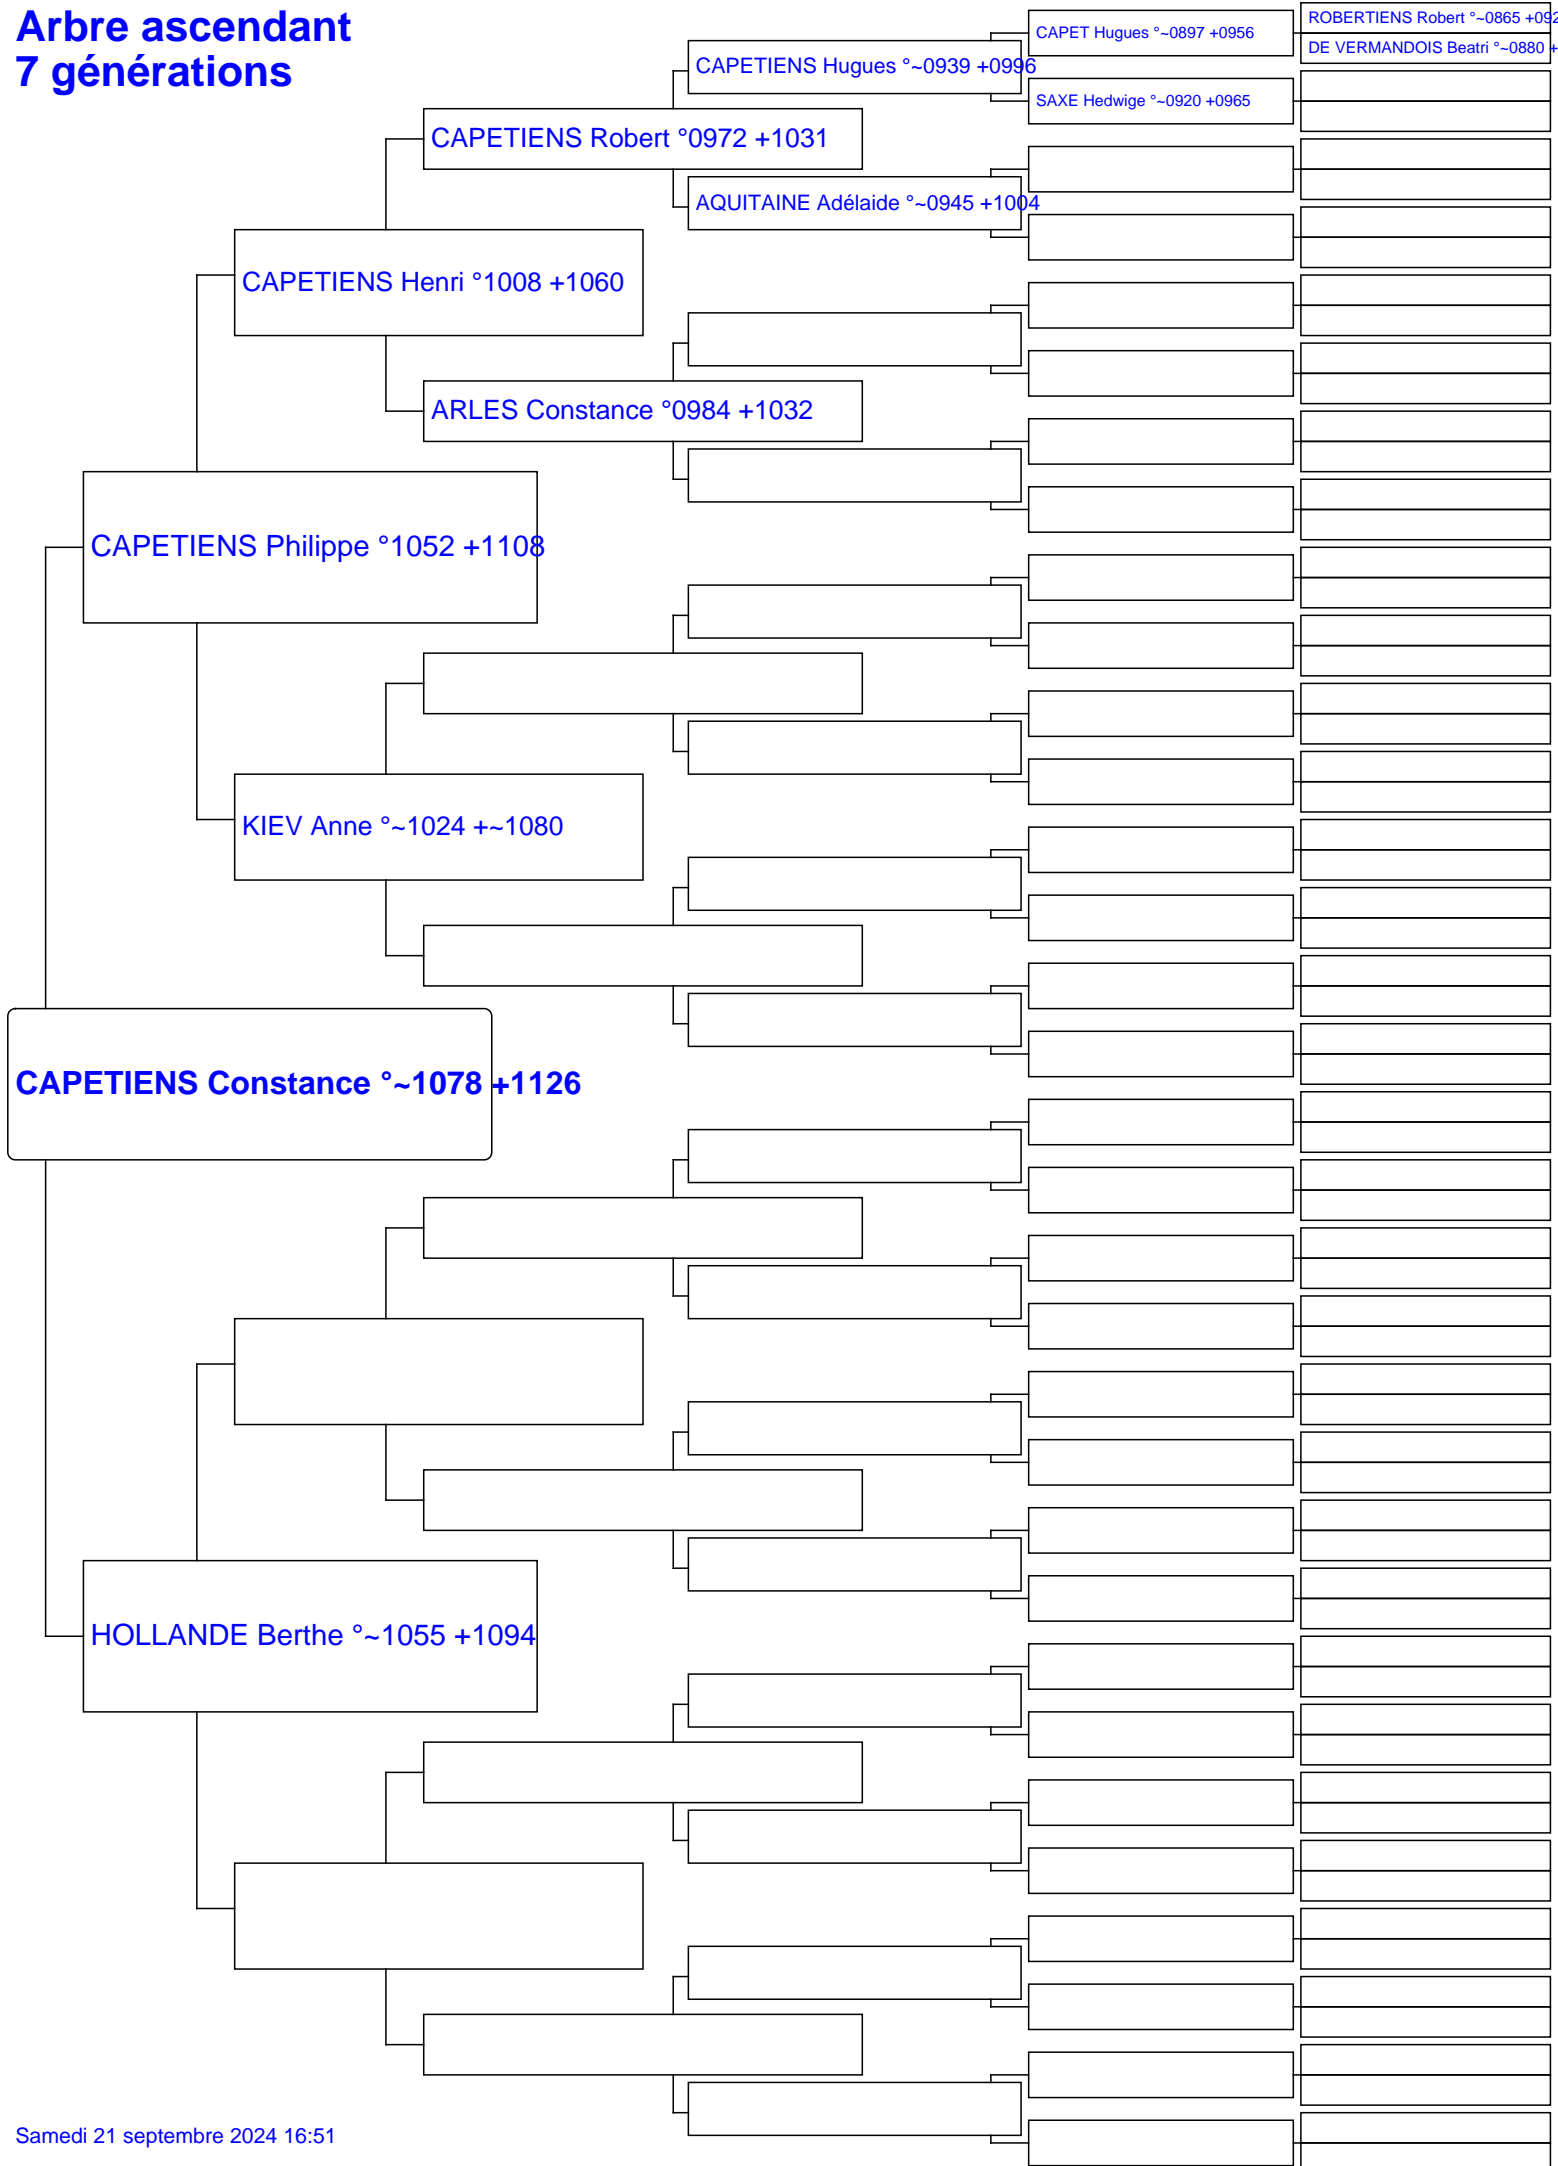 Arbre ascendant
7 générations
ROBERTIENS Robert °~0865 +092
CAPET Hugues °~0897 +0956
DE VERMANDOIS Beatri °~0880 +
CAPETIENS Hugues °~0939 +0996
SAXE Hedwige °~0920 +0965
CAPETIENS Robert °0972 +1031
AQUITAINE Adélaide °~0945 +1004
CAPETIENS Henri °1008 +1060
ARLES Constance °0984 +1032
CAPETIENS Philippe °1052 +1108
KIEV Anne °~1024 +~1080
CAPETIENS Constance °~1078 +1126
HOLLANDE Berthe °~1055 +1094
Samedi 21 septembre 2024 16:51